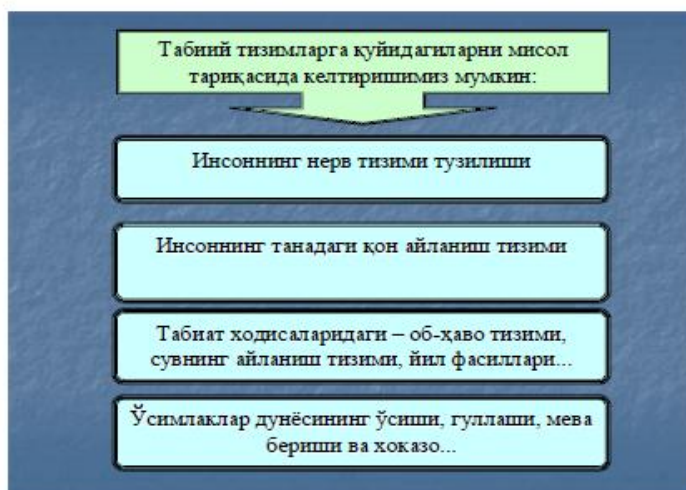 Табиий тизимларга қуйидагиларни мисол
тариқасида келтиришимиз мумкин:
Инсоннинг нерв тизими тузилиши
Инсоннинг танадаги қон айланиш тизими
Табиат ходисаларидаги – об-ҳаво тизими,
сувнинг айланиш тизими, йил фасиллари...
Ўсимлаклар дунёсининг ўсиши, гуллаши, мева
бериши ва хоказо...